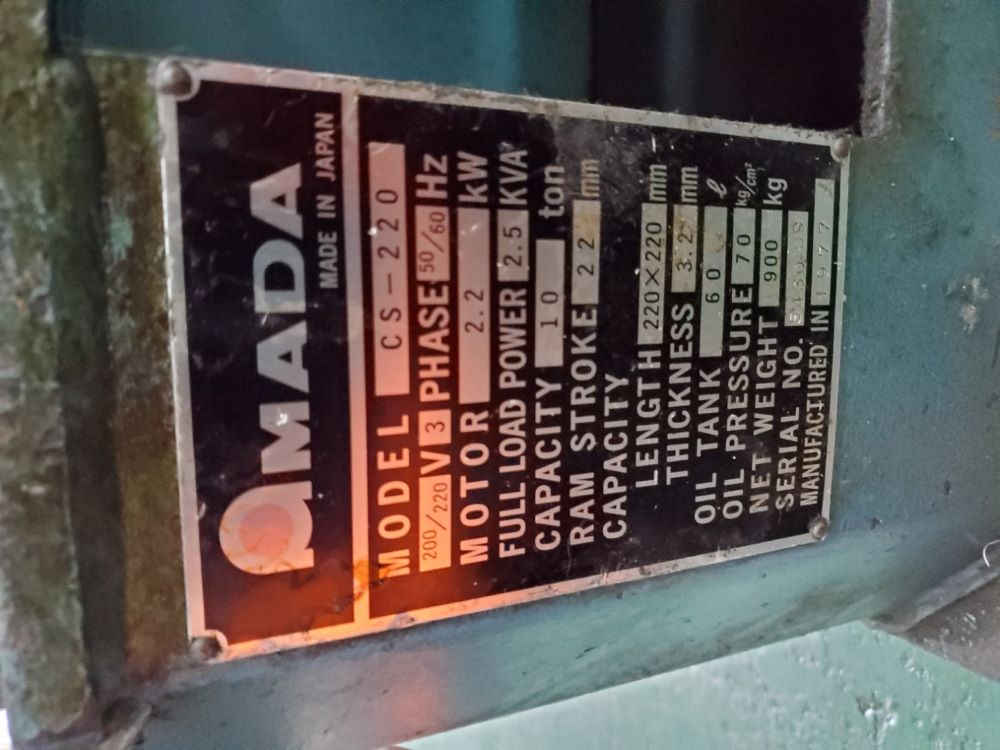 AMADA
MADE IN JAPAN
MODEL CS-220
200/220 V 3 PHASE 50/60 Hz
MOTOR 2.2 kW
FULL LOAD POWER 2.5 KVA
CAPACITY 10 ton
RAM STROKE 22 mm
CAPACITY
LENGTH 220×220 mm
THICKNESS 3.2 mm
OIL TANK 60 ℓ
OIL PRESSURE 70 kg/cm²
NET WEIGHT 900 kg
SERIAL NO.
MANUFACTURED IN 1977